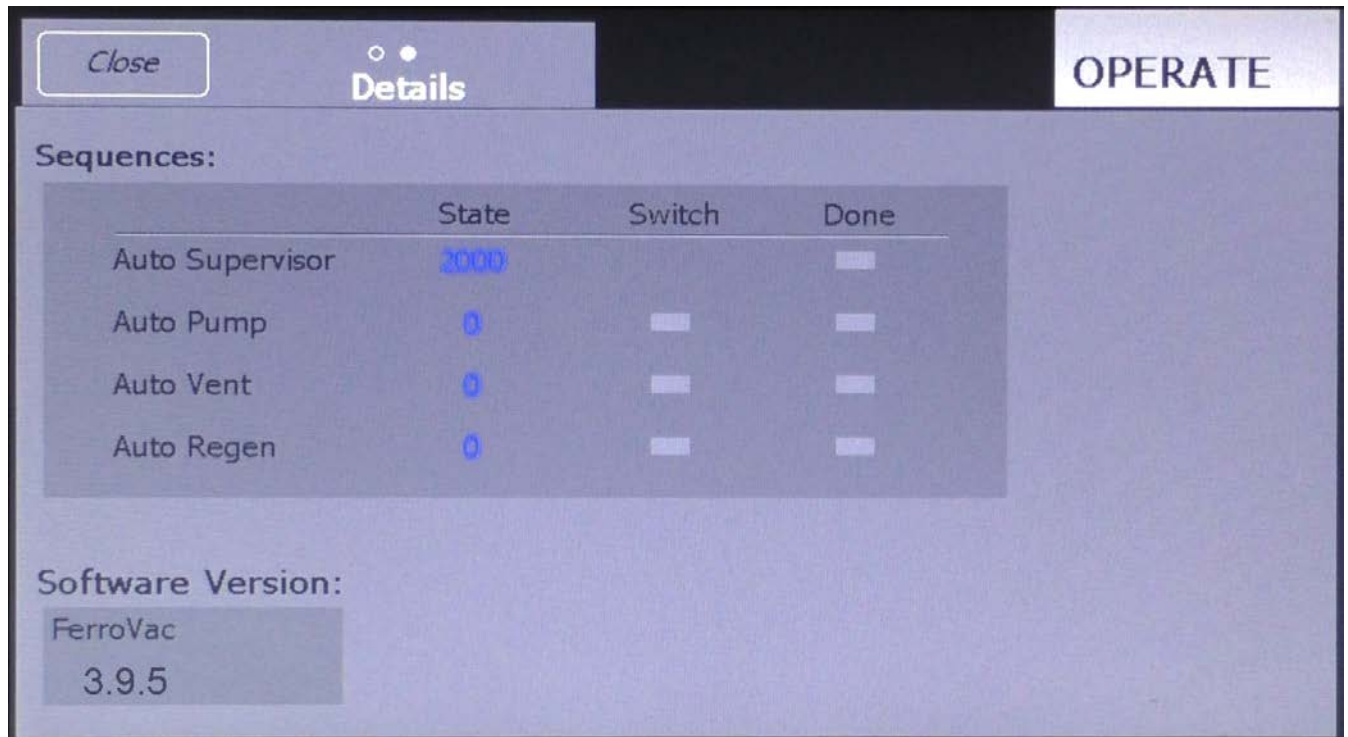 Close
Details
OPERATE
Sequences:
State Switch Done
Auto Supervisor 2000
Auto Pump 0
Auto Vent 0
Auto Regen 0
Software Version:
FerroVac
3.9.5